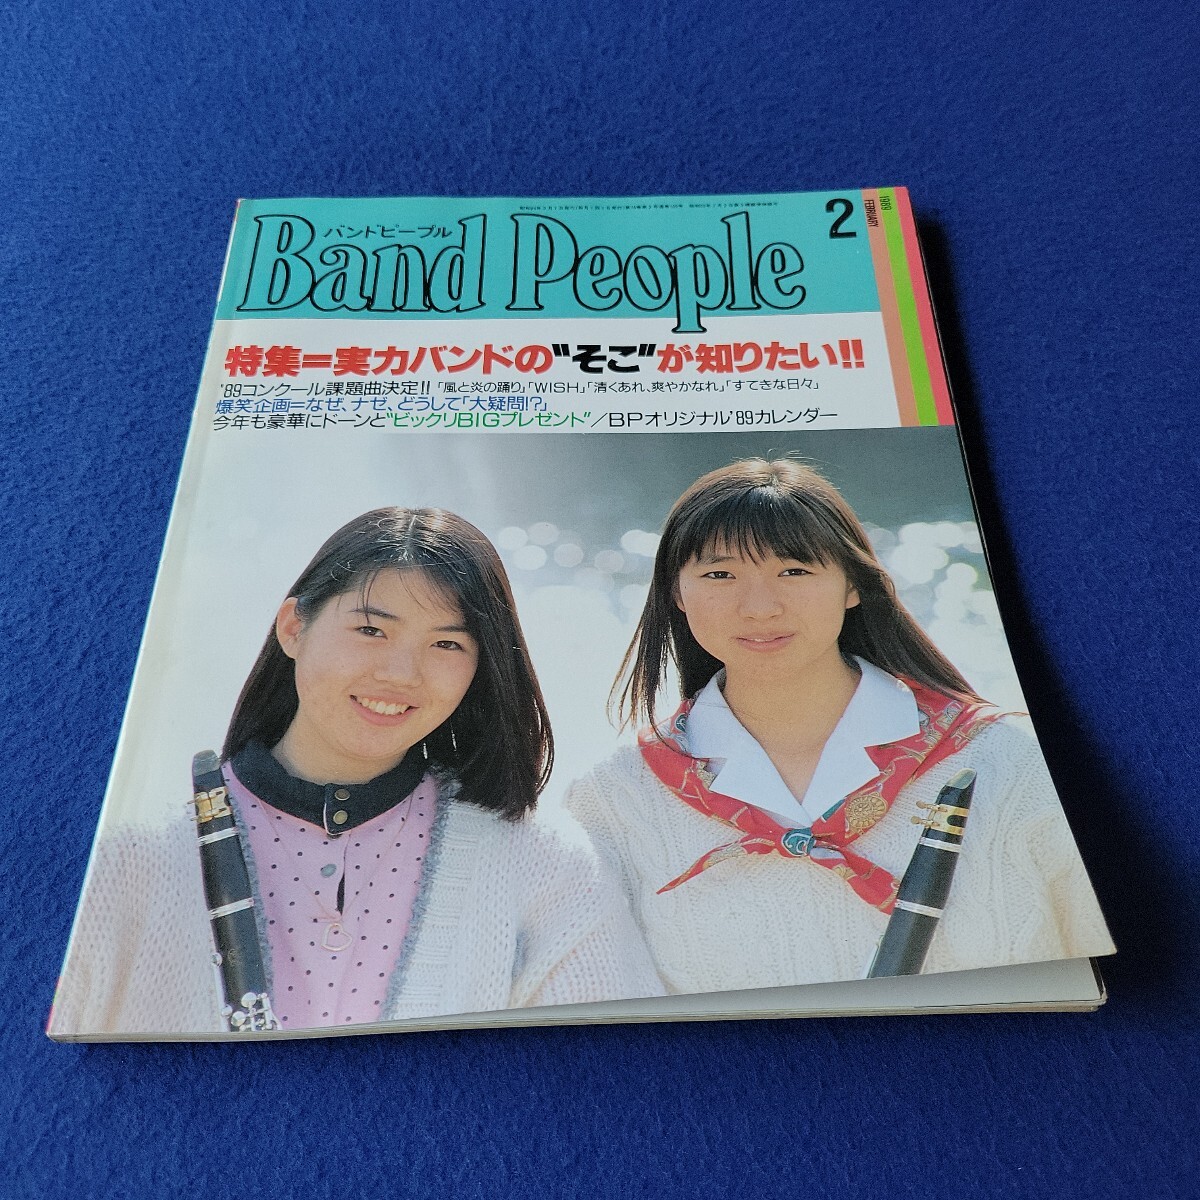 バンドピープル
Band People
2
1989
FEBRUARY
特集=実力バンドの"そこ"が知りたい!!
'89コンクール課題曲決定!!「風と炎の踊り」「WISH」「清くあれ、爽やかなれ」「すてきな日々」
爆笑企画=なぜ、ナゼ、どうして「大疑問!?」
今年も豪華にドーンと"ビックリBIGプレゼント"/BPオリジナル'89カレンダー